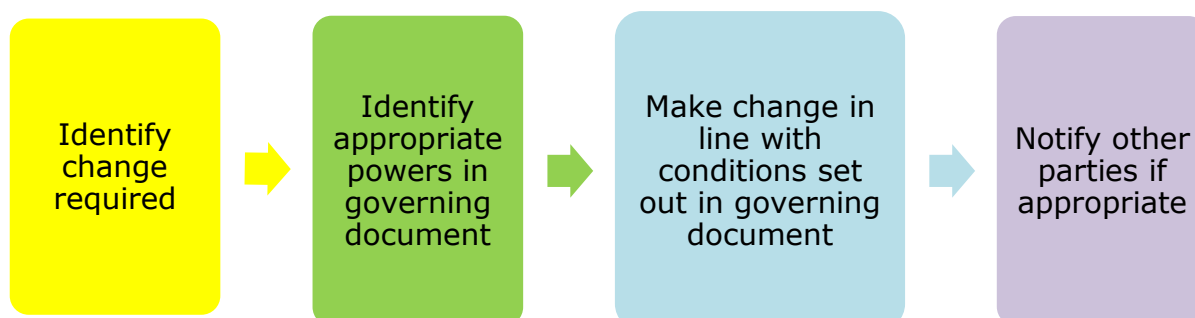 Identify
change
required
Identify
appropriate
powers in
governing
document
Make change in
line with
conditions set
out in governing
document
Notify other
parties if
appropriate